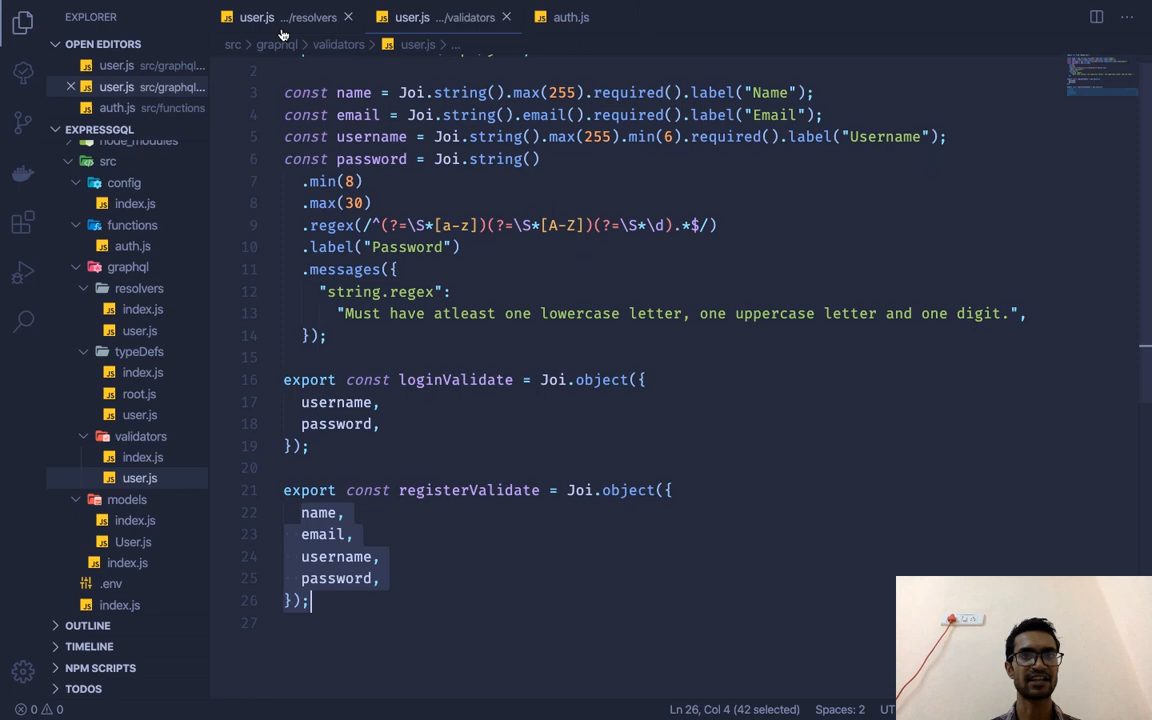 EXPLORER
user.js .../resolvers
user.js .../validators
auth.js
OPEN EDITORS
user.js src/graphql...
user.js src/graphql...
auth.js src/functions
EXPRESSGQL
node_modules
src
config
index.js
functions
auth.js
graphql
resolvers
index.js
user.js
typeDefs
index.js
root.js
user.js
validators
index.js
user.js
models
index.js
User.js
index.js
.env
index.js
OUTLINE
TIMELINE
NPM SCRIPTS
TODOS
src > graphql > validators > user.js > ...
2
3 const name = Joi.string().max(255).required().label("Name");
4 const email = Joi.string().email().required().label("Email");
5 const username = Joi.string().max(255).min(6).required().label("Username");
6 const password = Joi.string()
7 .min(8)
8 .max(30)
9 .regex(/^(?=\S*[a-z])(?=\S*[A-Z])(?=\S*\d).*$/)
10 .label("Password")
11 .messages({
12 "string.regex":
13 "Must have atleast one lowercase letter, one uppercase letter and one digit.",
14 });
15
16 export const loginValidate = Joi.object({
17 username,
18 password,
19 });
20
21 export const registerValidate = Joi.object({
22 name,
23 email,
24 username,
25 password,
26 });
27
0 0
Ln 26, Col 4 (42 selected)
Spaces: 2